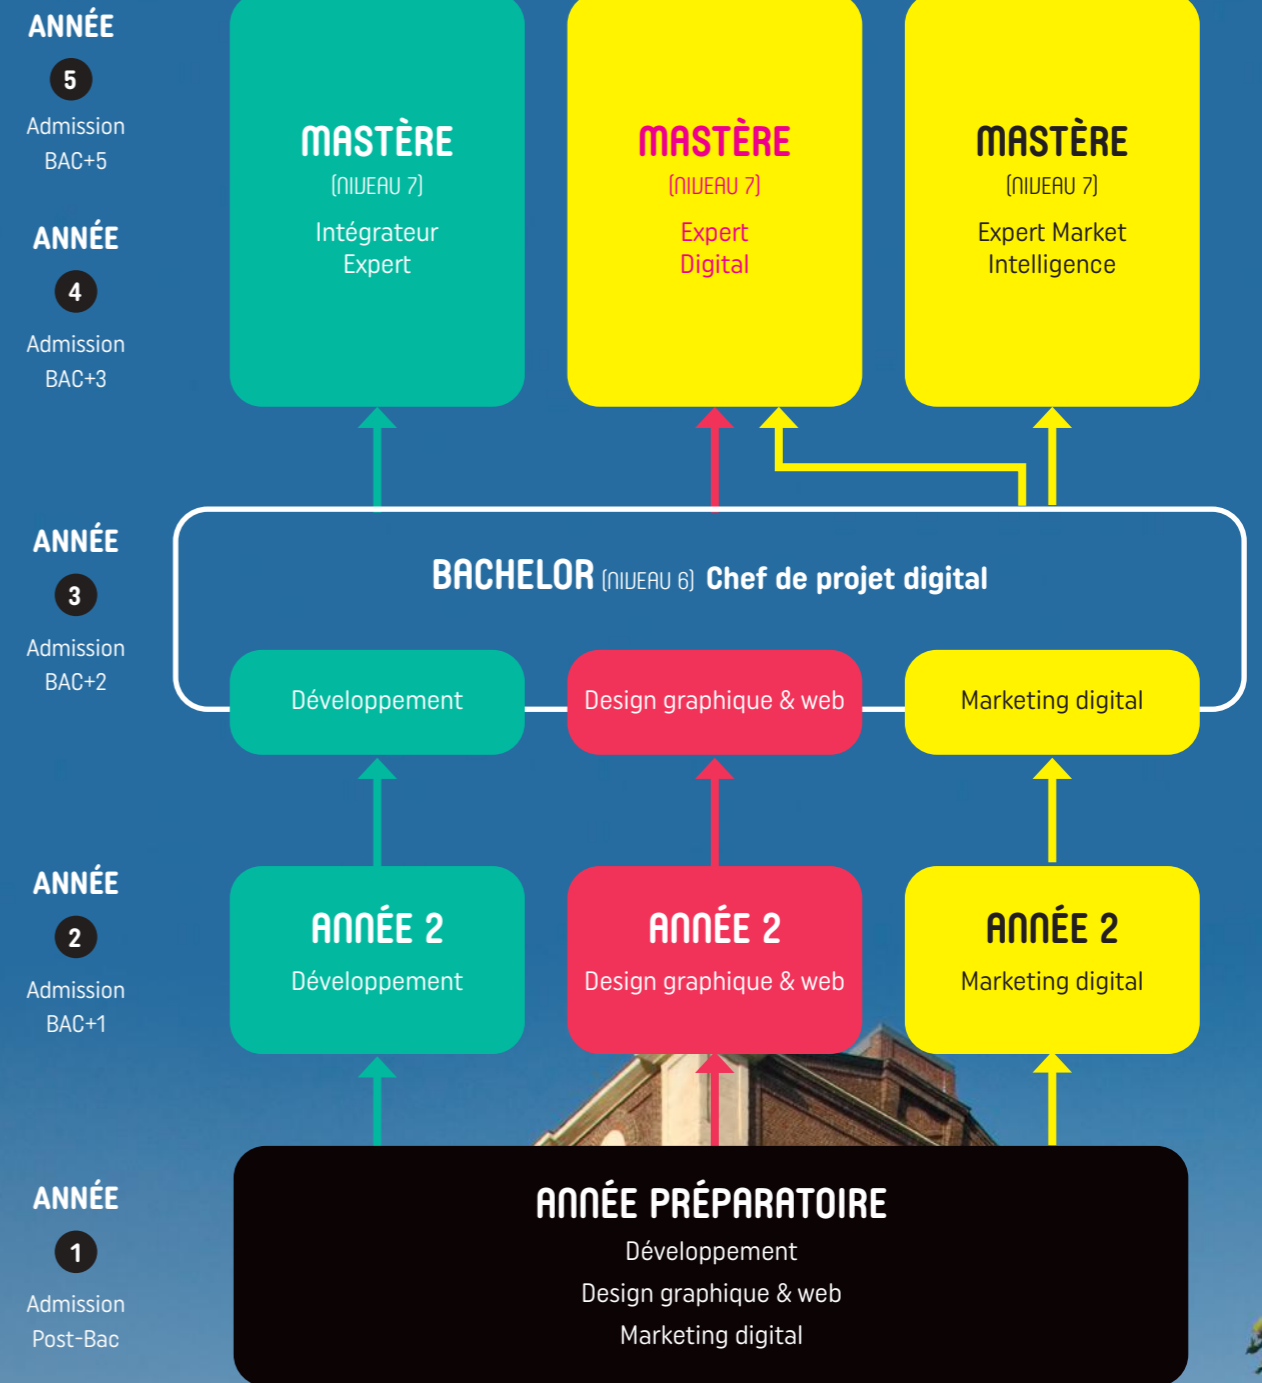 ANNÉE
5
Admission
BAC+5
ANNÉE
4
Admission
BAC+3
MASTÈRE
(NIVEAU 7)
Intégrateur
Expert
MASTÈRE
(NIVEAU 7)
Expert
Digital
MASTÈRE
(NIVEAU 7)
Expert Market
Intelligence
ANNÉE
3
Admission
BAC+2
BACHELOR (NIVEAU 6) Chef de projet digital
Développement
Design graphique & web
Marketing digital
ANNÉE
2
Admission
BAC+1
ANNÉE 2
Développement
ANNÉE 2
Design graphique & web
ANNÉE 2
Marketing digital
ANNÉE
1
Admission
Post-Bac
ANNÉE PRÉPARATOIRE
Développement
Design graphique & web
Marketing digital